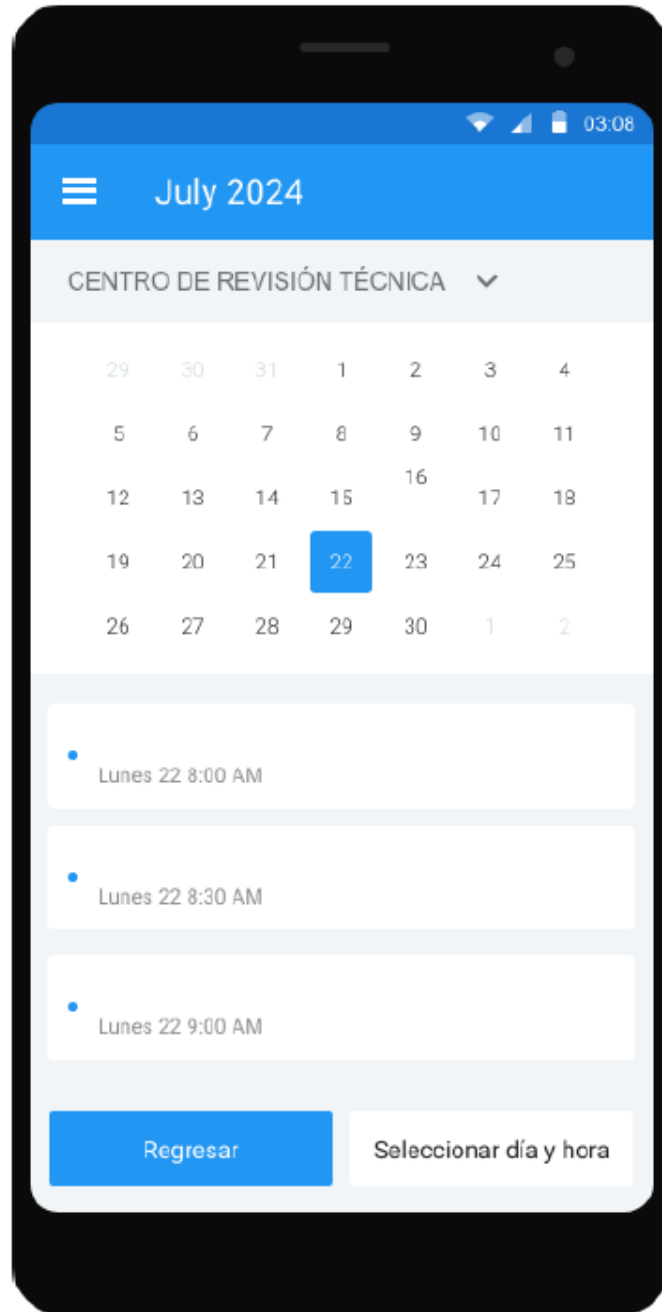 03:08
July 2024
CENTRO DE REVISIÓN TÉCNICA
29 30 31 1 2 3 4
5 6 7 8 9 10 11
12 13 14 15 16 17 18
19 20 21 22 23 24 25
26 27 28 29 30 1 2
Lunes 22 8:00 AM
Lunes 22 8:30 AM
Lunes 22 9:00 AM
Regresar Seleccionar día y hora